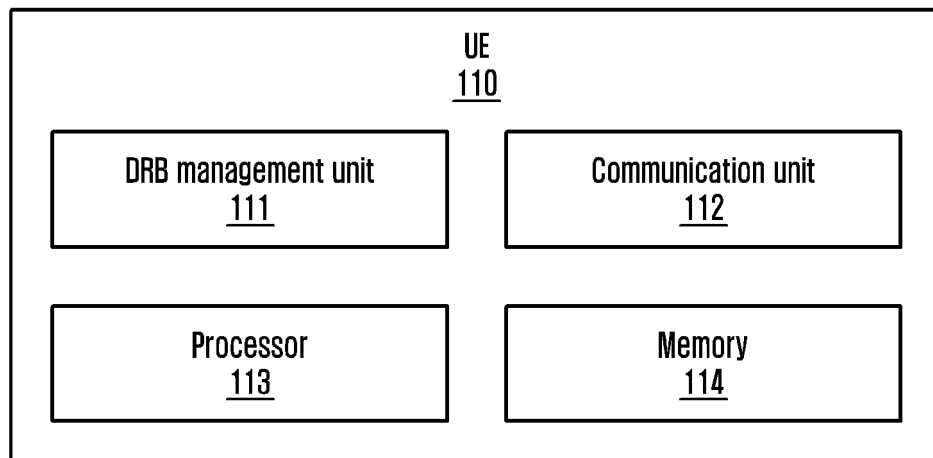 UE
110
DRB management unit
111
Communication unit
112
Processor
113
Memory
114